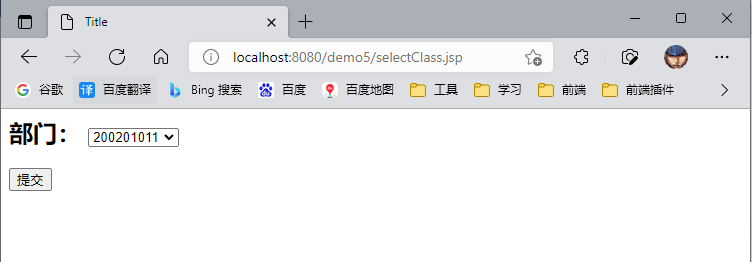 Title
localhost:8080/demo5/selectClass.jsp
谷歌 译 百度翻译 Bing 搜索 百度 百度地图 工具 学习 前端 前端插件
部门： 200201011
提交